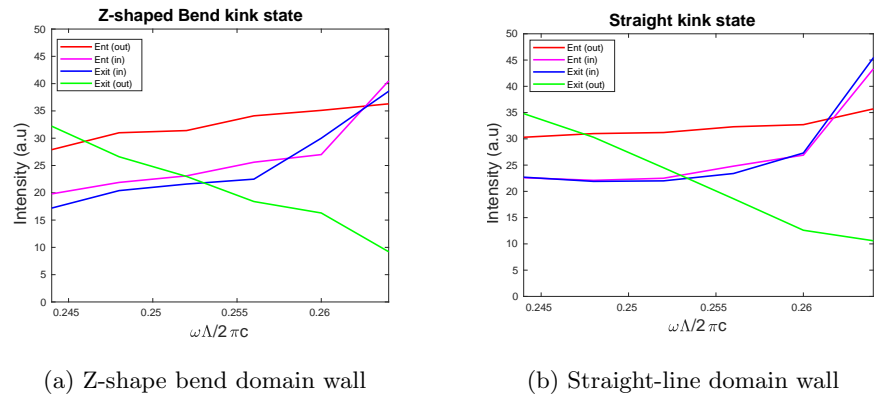 Z-shaped Bend kink state
Intensity (a.u)
50
45
40
35
30
25
20
15
10
5
0
Ent (out)
Ent (in)
Exit (in)
Exit (out)
0.245
0.25
0.255
0.26
ωΛ/2 πc
(a) Z-shape bend domain wall
Straight kink state
Intensity (a.u)
50
45
40
35
30
25
20
15
10
5
0
Ent (out)
Ent (in)
Exit (in)
Exit (out)
0.245
0.25
0.255
0.26
ωΛ/2 πc
(b) Straight-line domain wall